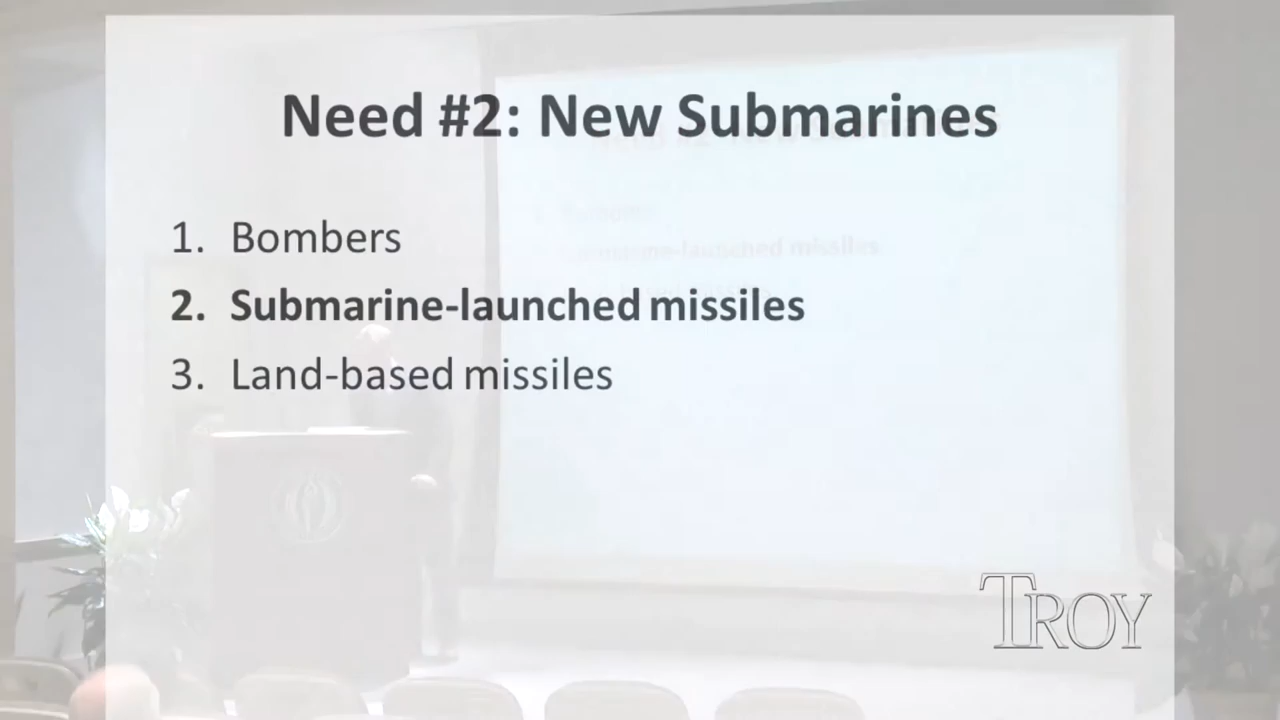 Need #2: New Submarines
1. Bombers
2. Submarine-launched missiles
3. Land-based missiles
TROY